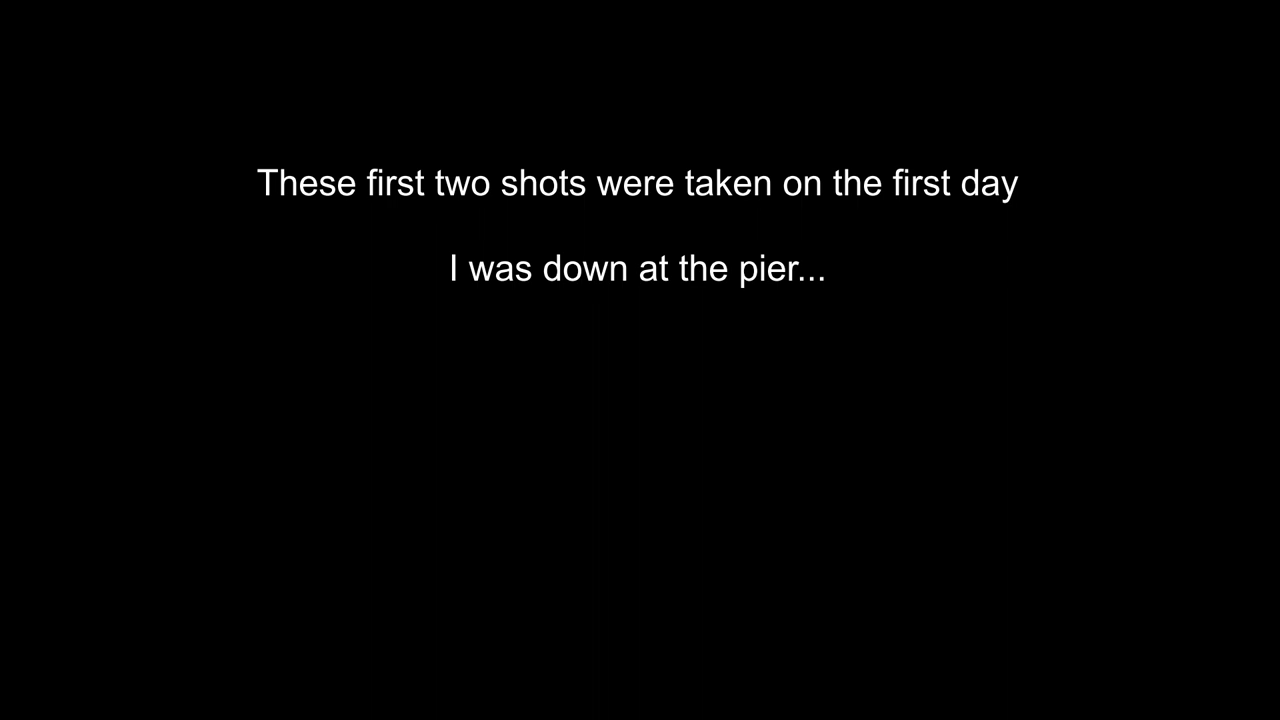 These first two shots were taken on the first day
I was down at the pier...